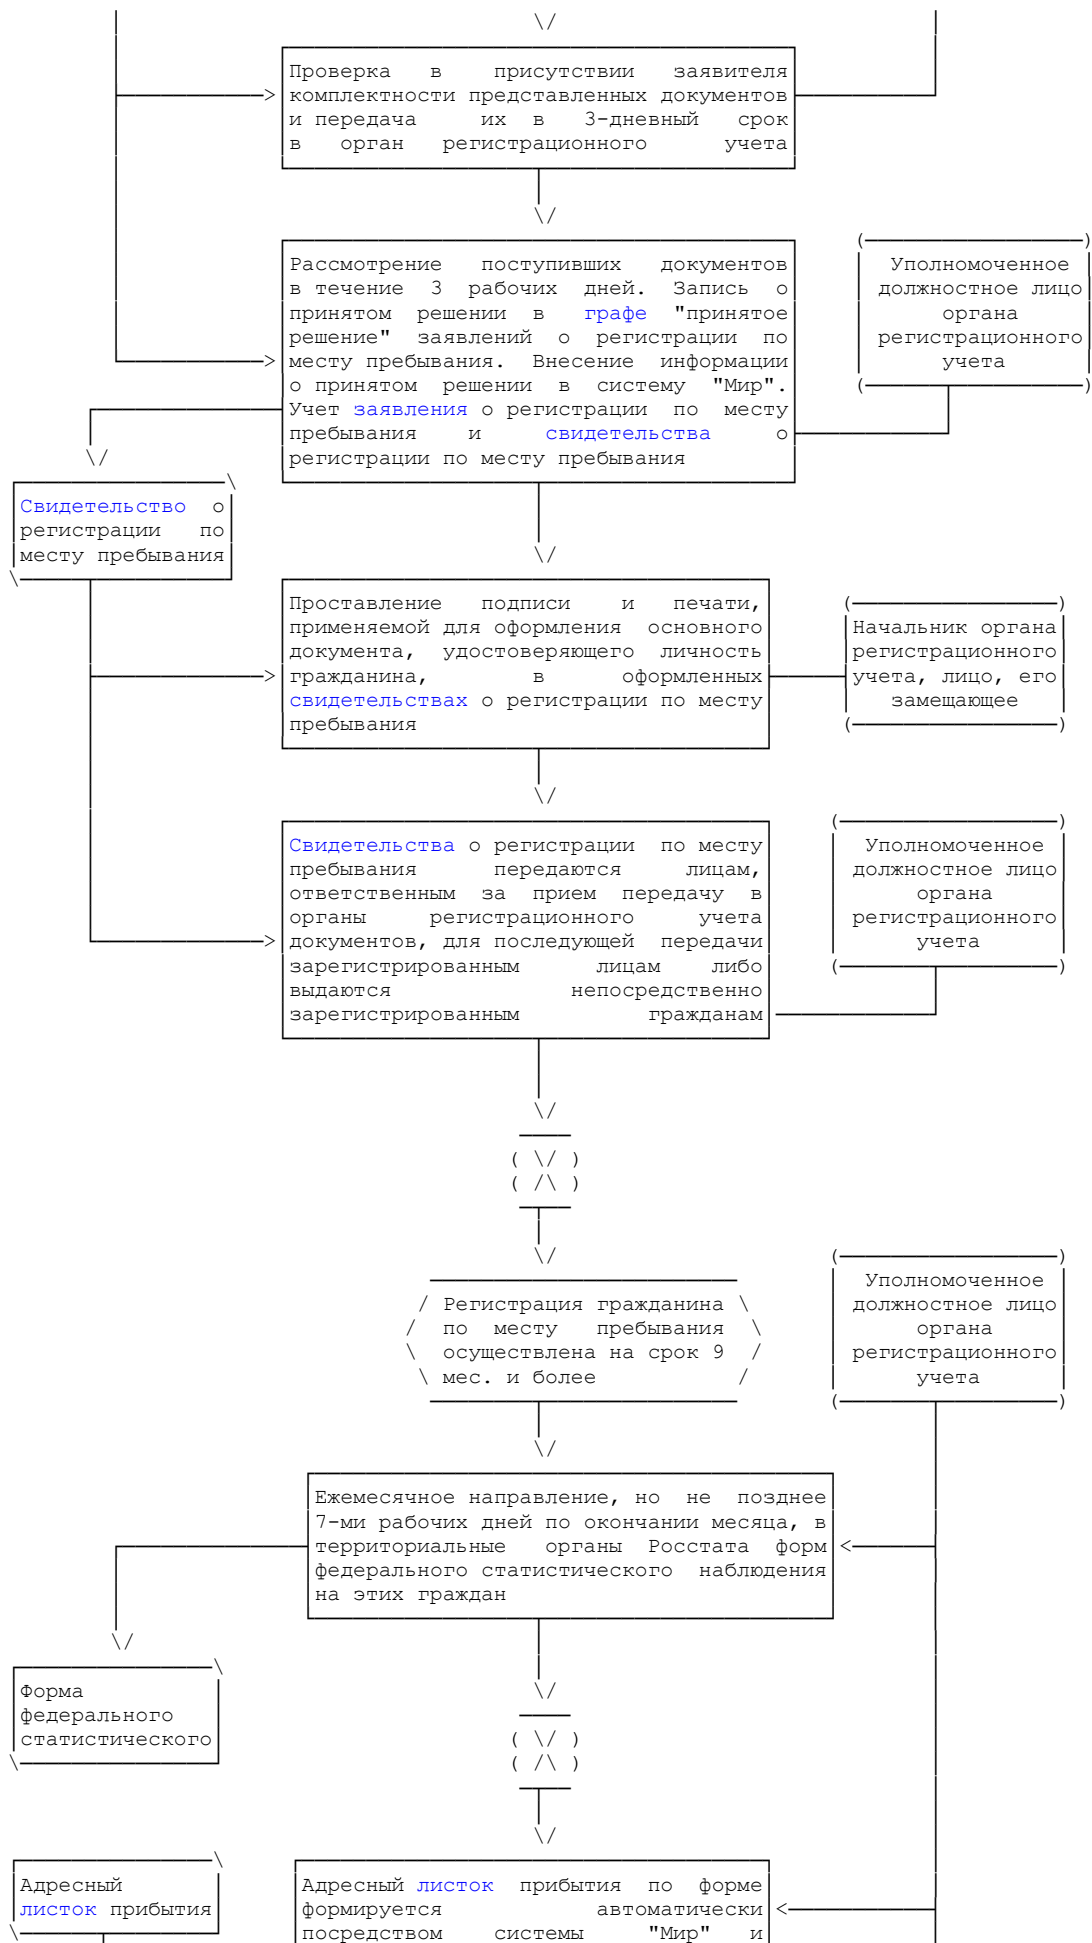 Проверка в присутствии заявителя
комплектности представленных документов
и передача их в 3-дневный срок
в орган регистрационного учета
Рассмотрение поступивших документов
в течение 3 рабочих дней. Запись о
принятом решении в графе "принятое
решение" заявлений о регистрации по
месту пребывания. Внесение информации
о принятом решении в систему "Мир".
Учет заявления о регистрации по месту
пребывания и свидетельства о
регистрации по месту пребывания
Уполномоченное
должностное лицо
органа
регистрационного
учета
Свидетельство о
регистрации по
месту пребывания
Проставление подписи и печати,
применяемой для оформления основного
документа, удостоверяющего личность
гражданина, в оформленных
свидетельствах о регистрации по месту
пребывания
Начальник органа
регистрационного
учета, лицо, его
замещающее
Свидетельства о регистрации по месту
пребывания передаются лицам,
ответственным за прием передачу в
органы регистрационного учета
документов, для последующей передачи
зарегистрированным лицам либо
выдаются непосредственно
зарегистрированным гражданам
Уполномоченное
должностное лицо
органа
регистрационного
учета
Регистрация гражданина
по месту пребывания
осуществлена на срок 9
мес. и более
Уполномоченное
должностное лицо
органа
регистрационного
учета
Ежемесячное направление, но не позднее
7-ми рабочих дней по окончании месяца, в
территориальные органы Росстата форм
федерального статистического наблюдения
на этих граждан
Форма
федерального
статистического
Адресный
листок прибытия
Адресный листок прибытия по форме
формируется автоматически
посредством системы "Мир" и